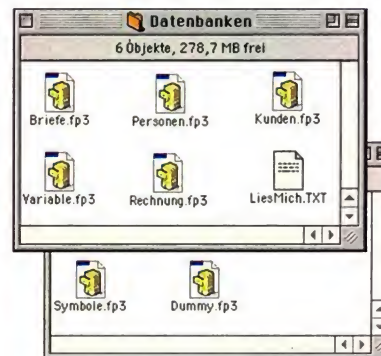 Datenbanken
6 Objekte, 278,7 MB frei
Briefe.fp3 Personen.fp3 Kunden.fp3
Variable.fp3 Rechnung.fp3 LiesMich.TXT
Symbole.fp3 Dummy.fp3